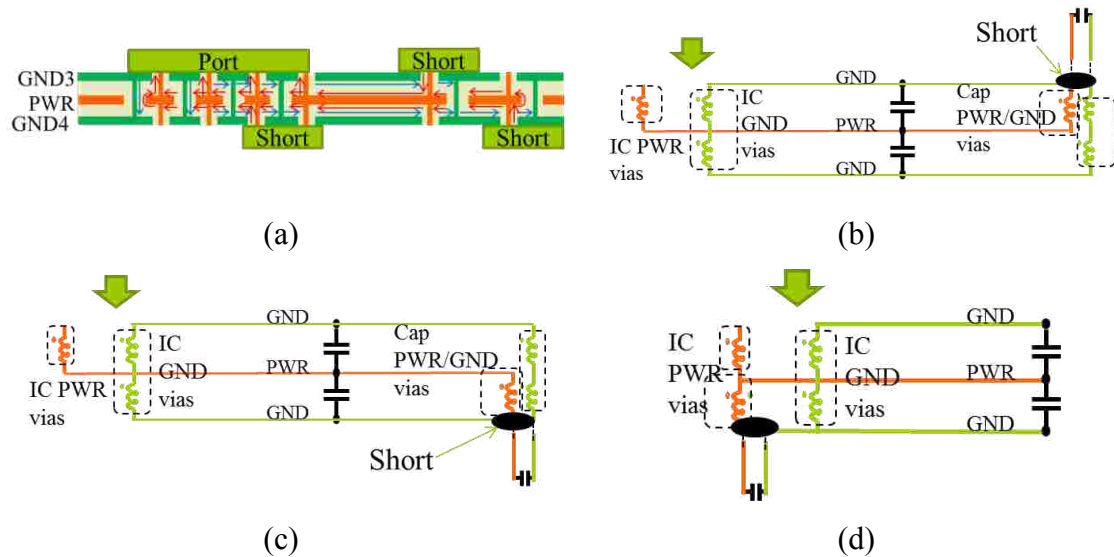 Port
Short
GND3
PWR
GND4
Short
Short
(a)
Short
GND
IC
GND
vias
PWR
Cap
PWR/GND
vias
IC PWR
vias
GND
(b)
GND
IC
GND
vias
PWR
Cap
PWR/GND
vias
IC PWR
vias
GND
Short
(c)
IC
PWR
vias
IC
GND
vias
GND
PWR
GND
(d)